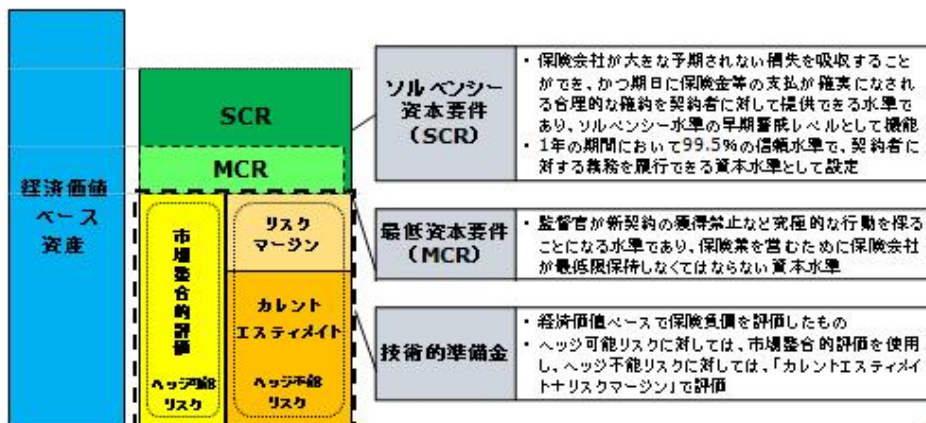 経済価値
ベース
資産
SCR
MCR
市場整合的評価
ヘッジ可能
リスク
リスク
マージン
カレント
エスティメイト
ヘッジ不能
リスク
ソルベンシー
資本要件
(SCR)
・保険会社が大きな予期されない損失を吸収すること
ができ、かつ期日に保険金等の支払が確実になされ
る合理的な確約を契約者に対して提供できる水準で
あり、ソルベンシー水準の早期警戒レベルとして機能
・1年の期間において99.5%の信頼水準で、契約者に
対する義務を履行できる資本水準として設定
最低資本要件
(MCR)
・監督官が新契約の獲得禁止など究極的な行動を採る
ことになる水準であり、保険業を営むために保険会社
が最低限保持しなくてはならない資本水準
技術的準備金
・経済価値ベースで保険負債を評価したもの
・ヘッジ可能リスクに対しては、市場整合的評価を使用
し、ヘッジ不能リスクに対しては、「カレントエスティメイ
ト+リスクマージン」で評価